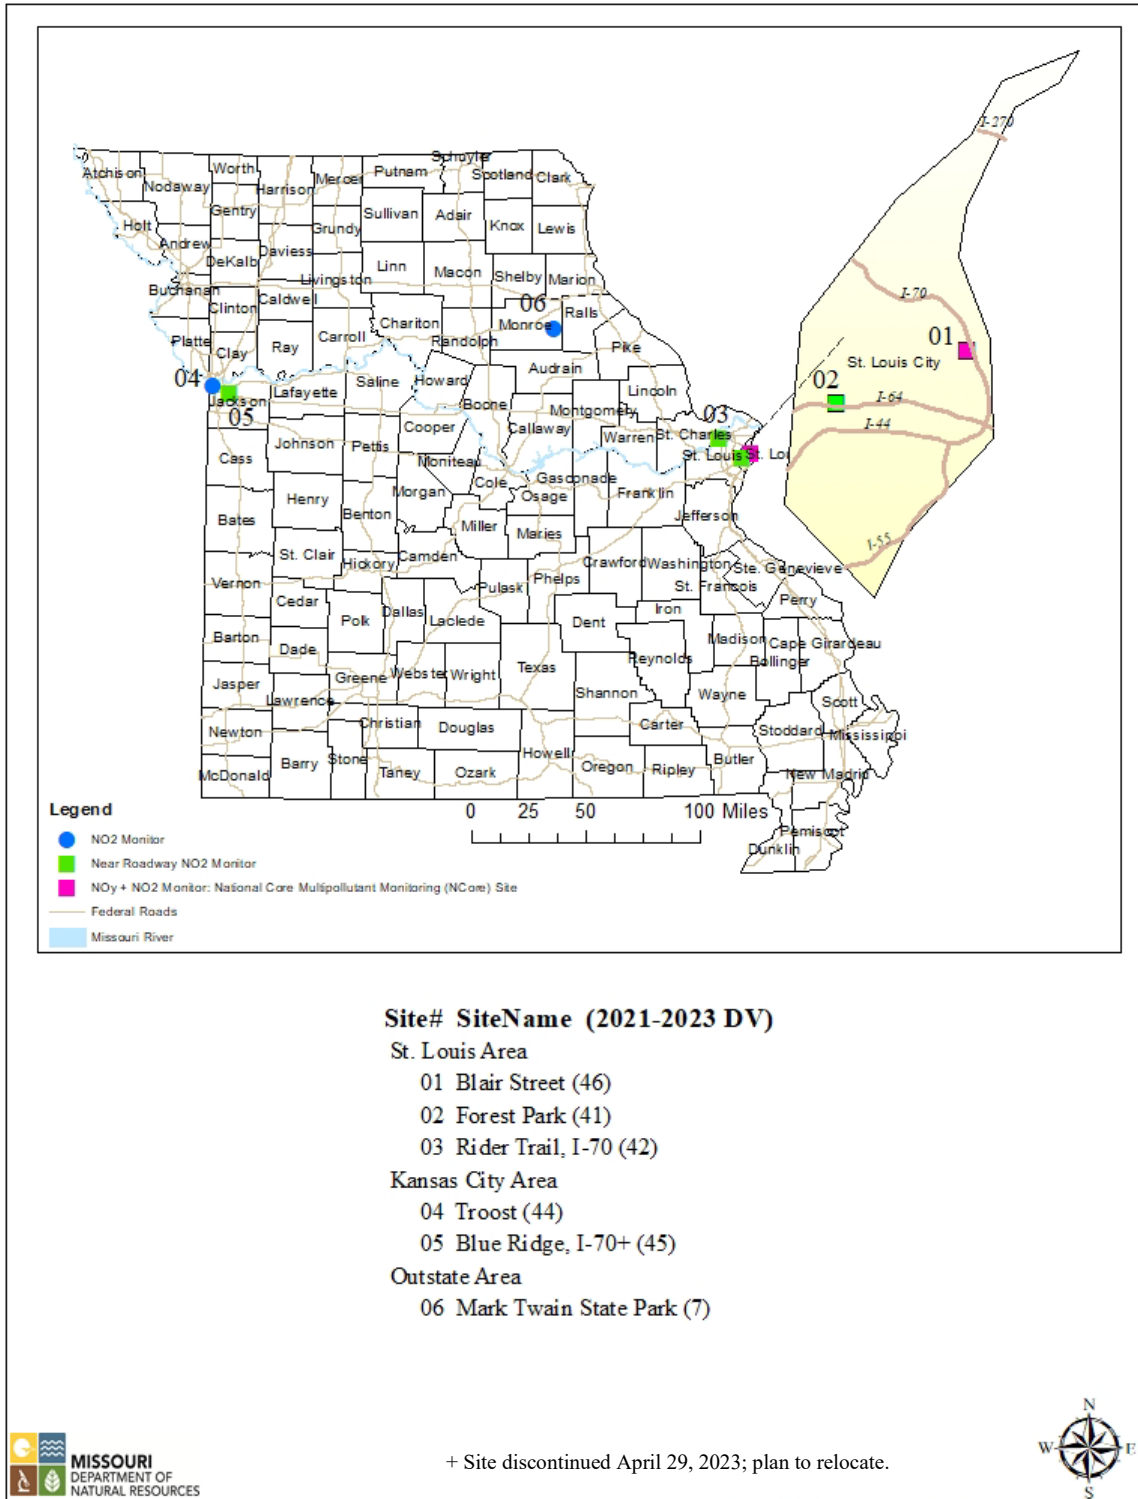 I-270
Schuyler
Atchison
Nodaway
Worth
Harrison
Mercer
Putnam
Scotland
Clark
Gentry
Sullivan
Adair
Knox
Lewis
Holt
Andrew
DeKalb
Daviess
Grundy
Linn
Macon
Shelby
Marion
Buchanan
Clinton
Caldwell
Livingston
Chariton
Randolph
06
Monroe
Ralls
I-70
Platte
Clay
Ray
Carroll
Pike
Audrain
01
St. Louis City
04
Jackson
Lafayette
Saline
Howard
Boone
Lincoln
02
I-64
05
Johnson
Pettis
Cooper
Callaway
Montgomery
Warren
03
St. Charles
I-44
Cass
Moniteau
Cole
Gasconade
St. Louis
St. Lou
Henry
Morgan
Osage
Franklin
Bates
Benton
Miller
Maries
Jefferson
I-55
St. Clair
Hickory
Camden
Crawford
Washington
Ste. Genevieve
Vernon
Pulask
Phelps
St. Francois
Cedar
Polk
Dallas
Laclede
Dent
Iron
Perry
Barton
Dade
Madison
Cape Girardeau
Jasper
Greene
Webster
Wright
Texas
Reynolds
Bollinger
Lawrence
Shannon
Wayne
Scott
Newton
Christian
Douglas
Carter
Stoddard
Mississippi
McDonald
Barry
Stone
Taney
Ozark
Howell
Oregon
Ripley
Butler
New Madrid
Pemiscot
Dunklin
0 25 50 100 Miles
Legend
NO2 Monitor
Near Roadway NO2 Monitor
NOy + NO2 Monitor: National Core Multipollutant Monitoring (NCore) Site
Federal Roads
Missouri River
Site# SiteName (2021-2023 DV)
St. Louis Area
01 Blair Street (46)
02 Forest Park (41)
03 Rider Trail, I-70 (42)
Kansas City Area
04 Troost (44)
05 Blue Ridge, I-70+ (45)
Outstate Area
06 Mark Twain State Park (7)
MISSOURI
DEPARTMENT OF
NATURAL RESOURCES
+ Site discontinued April 29, 2023; plan to relocate.
N
W E
S